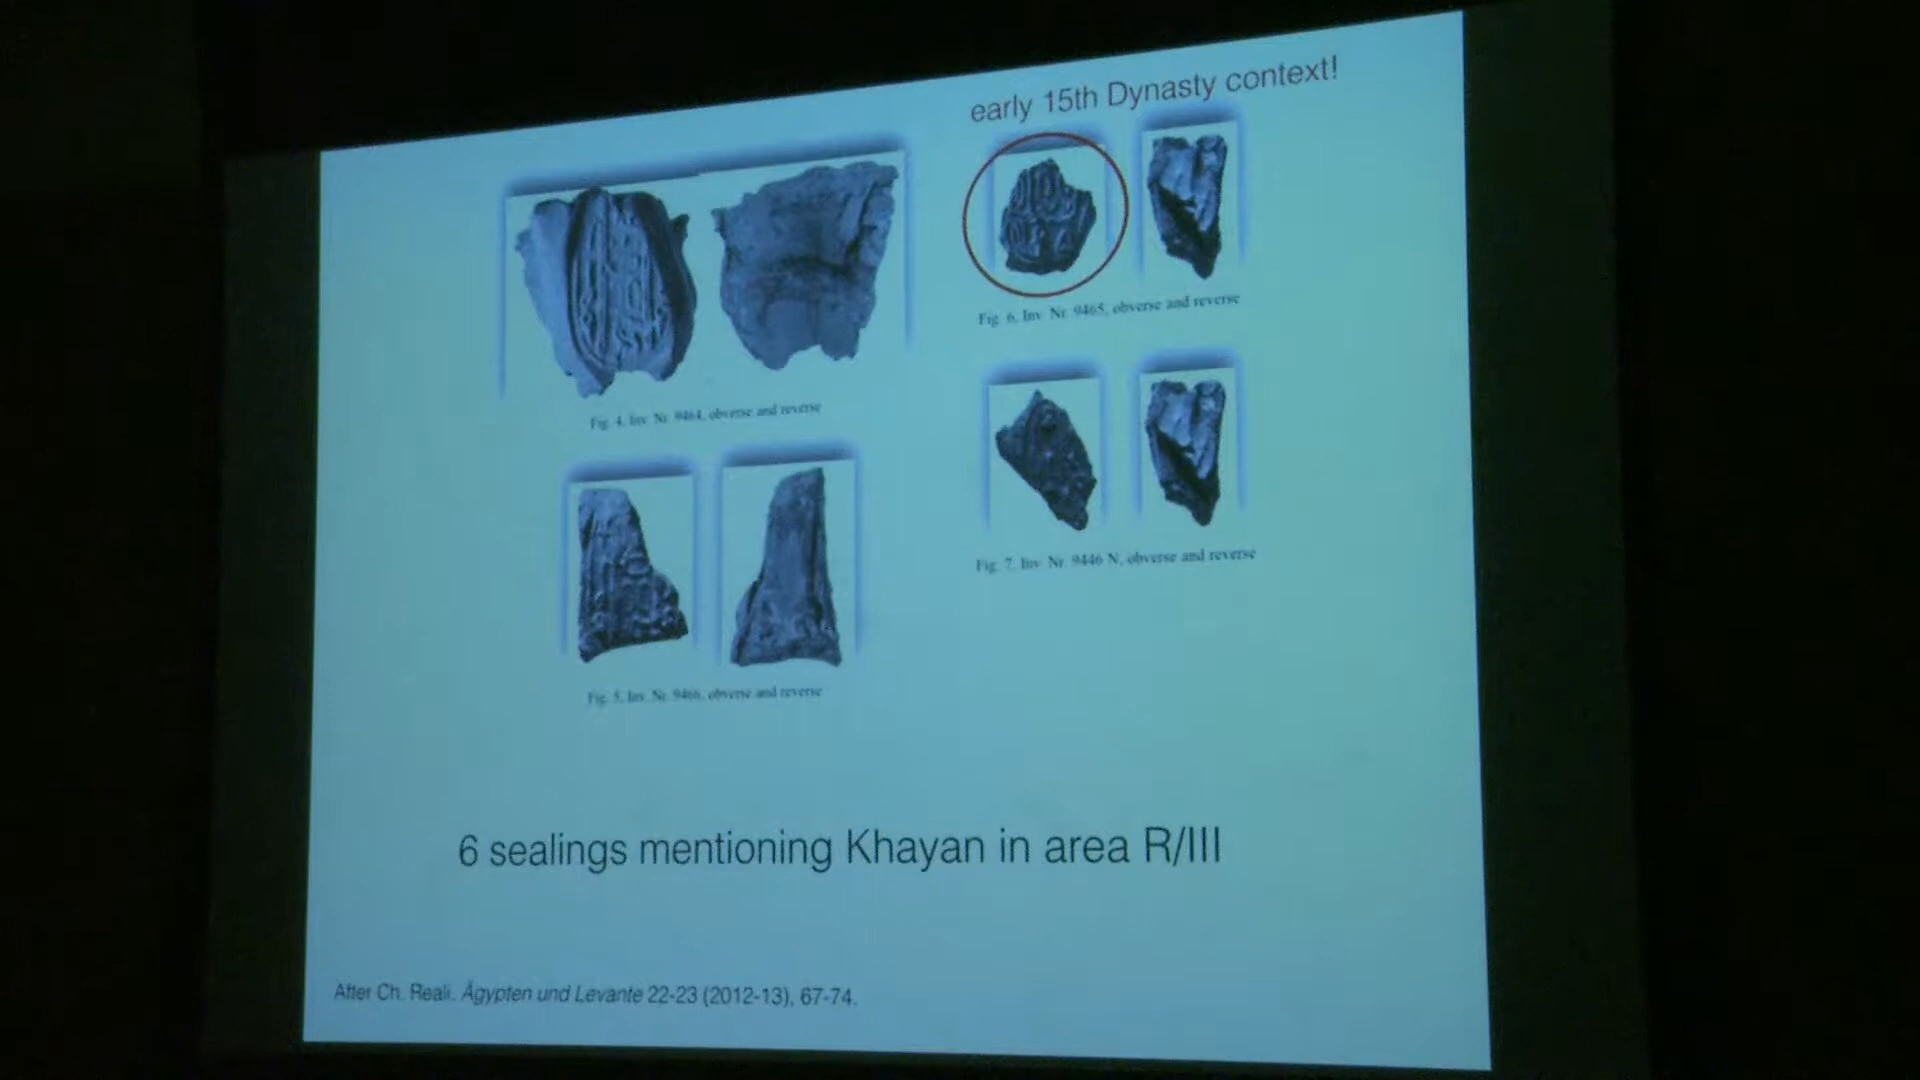 early 15th Dynasty context!
Fig. 6. Inv. Nr. 9465, obverse and reverse
Fig. 4. Inv. Nr. 9464, obverse and reverse
Fig. 7. Inv. Nr. 9446 N, obverse and reverse
Fig. 5. Inv. Nr. 9466, obverse and reverse
6 sealings mentioning Khayan in area R/III
After Ch. Reali. Ägypten und Levante 22-23 (2012-13), 67-74.